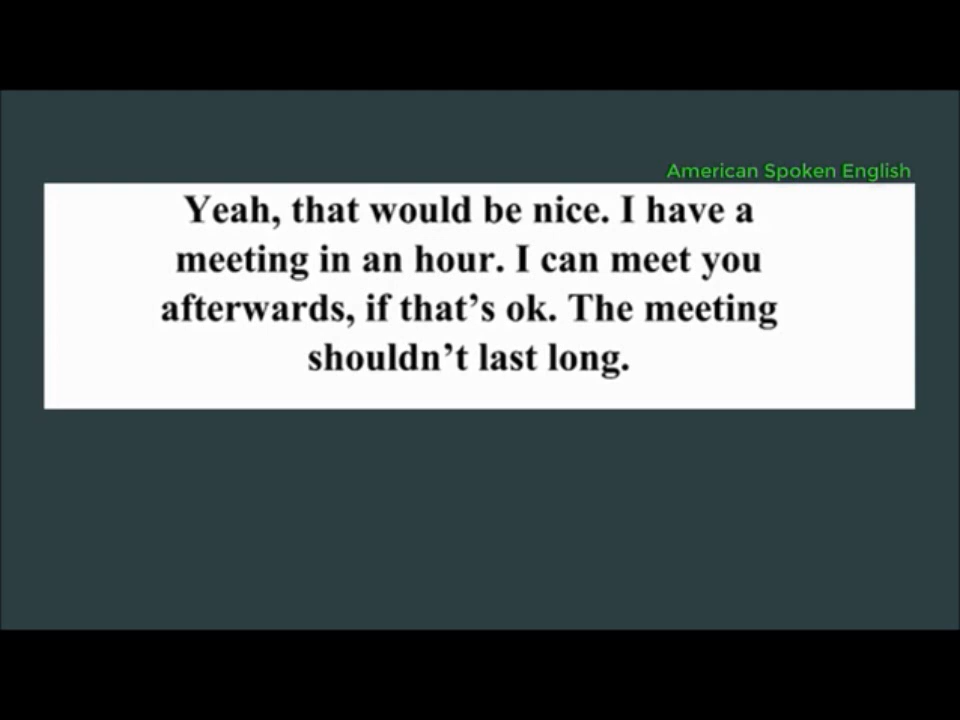 American Spoken English
Yeah, that would be nice. I have a
meeting in an hour. I can meet you
afterwards, if that’s ok. The meeting
shouldn’t last long.